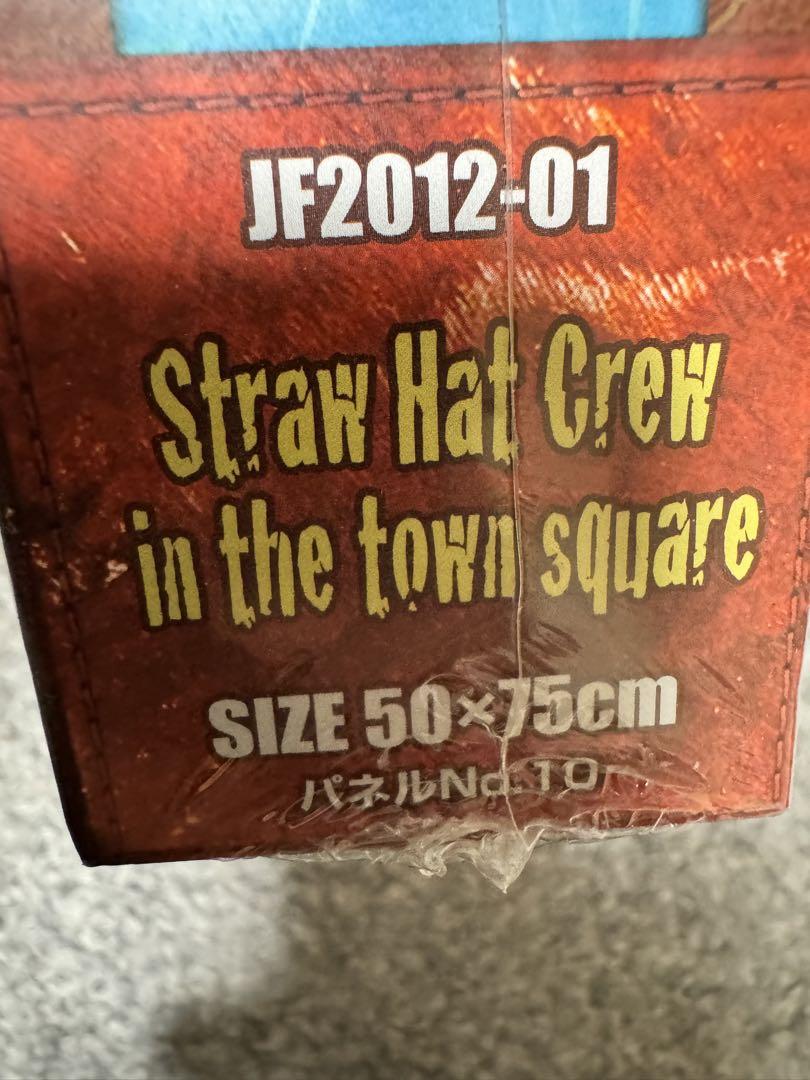 JF2012-01
Straw Hat Crew
in the town square
SIZE 50×75cm
パネルNo.10